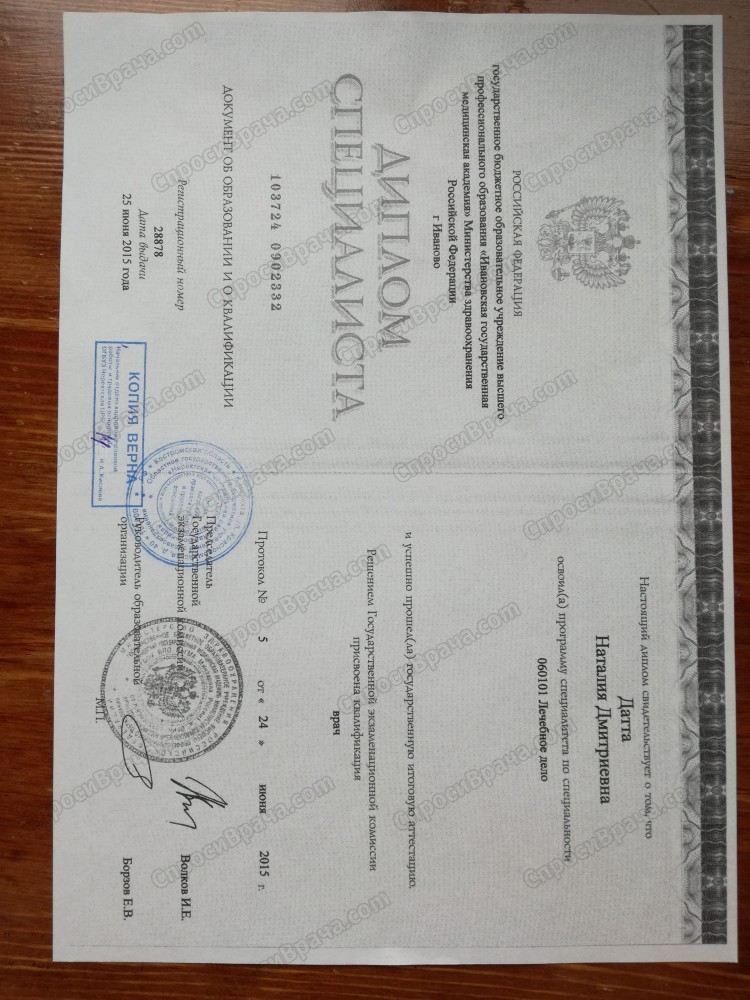 РОССИЙСКАЯ ФЕДЕРАЦИЯ
государственное бюджетное образовательное учреждение высшего
профессионального образования «Ивановская государственная
медицинская академия» Министерства здравоохранения
Российской Федерации
г Иваново
ДИПЛОМ
СПЕЦИАЛИСТА
103724 0902332
ДОКУМЕНТ ОБ ОБРАЗОВАНИИ И О КВАЛИФИКАЦИИ
Регистрационный номер
28878
Дата выдачи
25 июня 2015 года
КОПИЯ ВЕРНА
Настоящий диплом свидетельствует о том, что
Датта
Наталия Дмитриевна
освоил(а) программу специалитета по специальности
060101 Лечебное дело
и успешно прошел(ла) государственную итоговую аттестацию.
Решением Государственной экзаменационной комиссии
присвоена квалификация
врач
Протокол № 5 от « 24 » июня 2015 г.
Председатель
Государственной
экзаменационной комиссии
Волков И.Е.
Руководитель образовательной
организации
Борзов Е.В.
М.П.
СпросиВрача.com